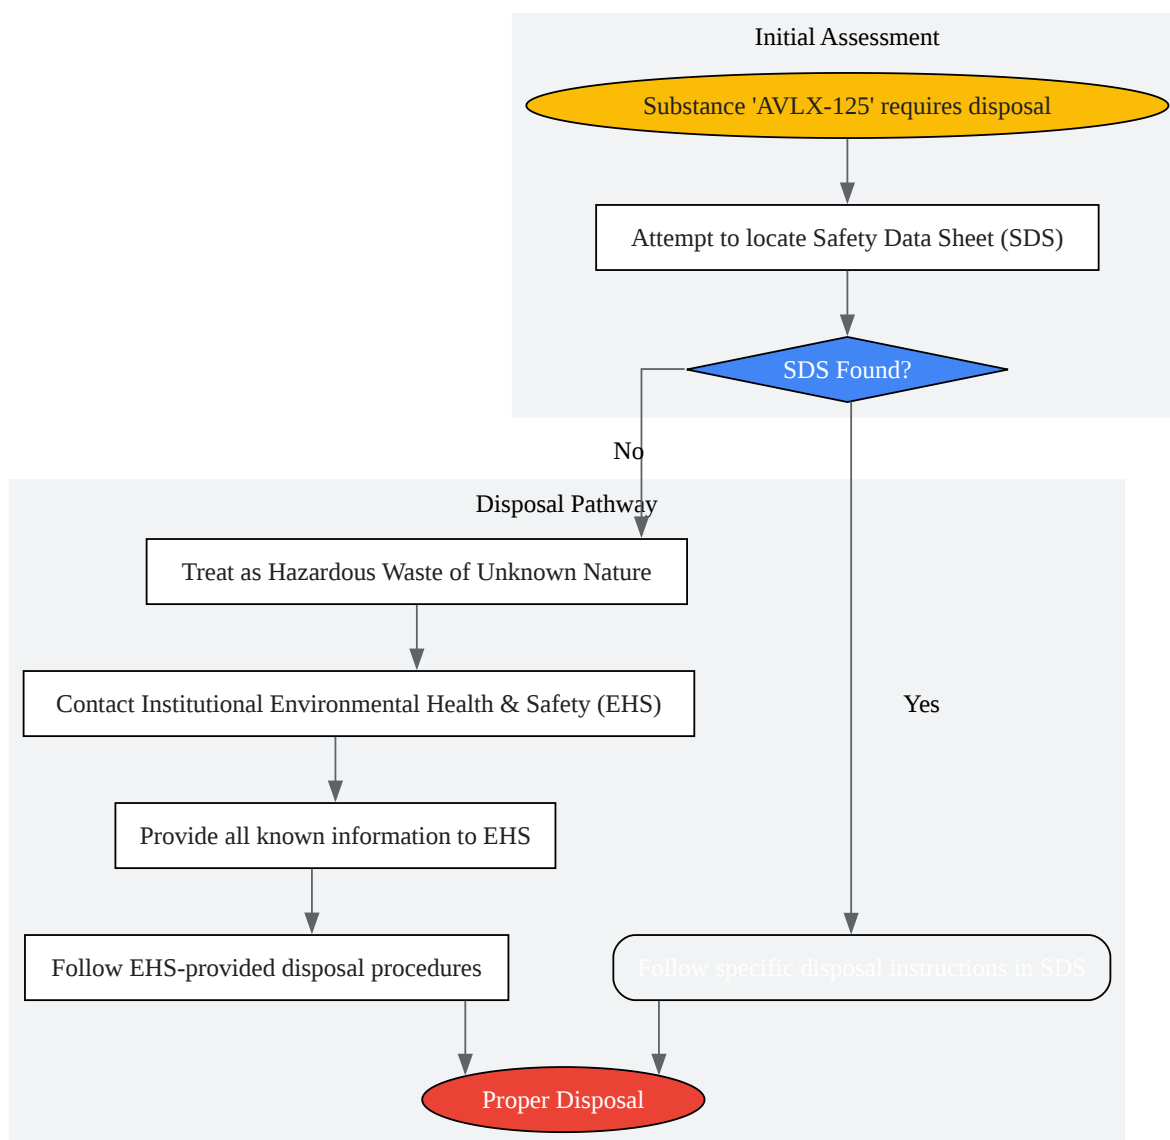 Initial Assessment
Substance 'AVLX-125' requires disposal
Attempt to locate Safety Data Sheet (SDS)
SDS Found?
No
Disposal Pathway
Treat as Hazardous Waste of Unknown Nature
Contact Institutional Environmental Health & Safety (EHS)
Yes
Provide all known information to EHS
Follow EHS-provided disposal procedures
Follow specific disposal instructions in SDS
Proper Disposal